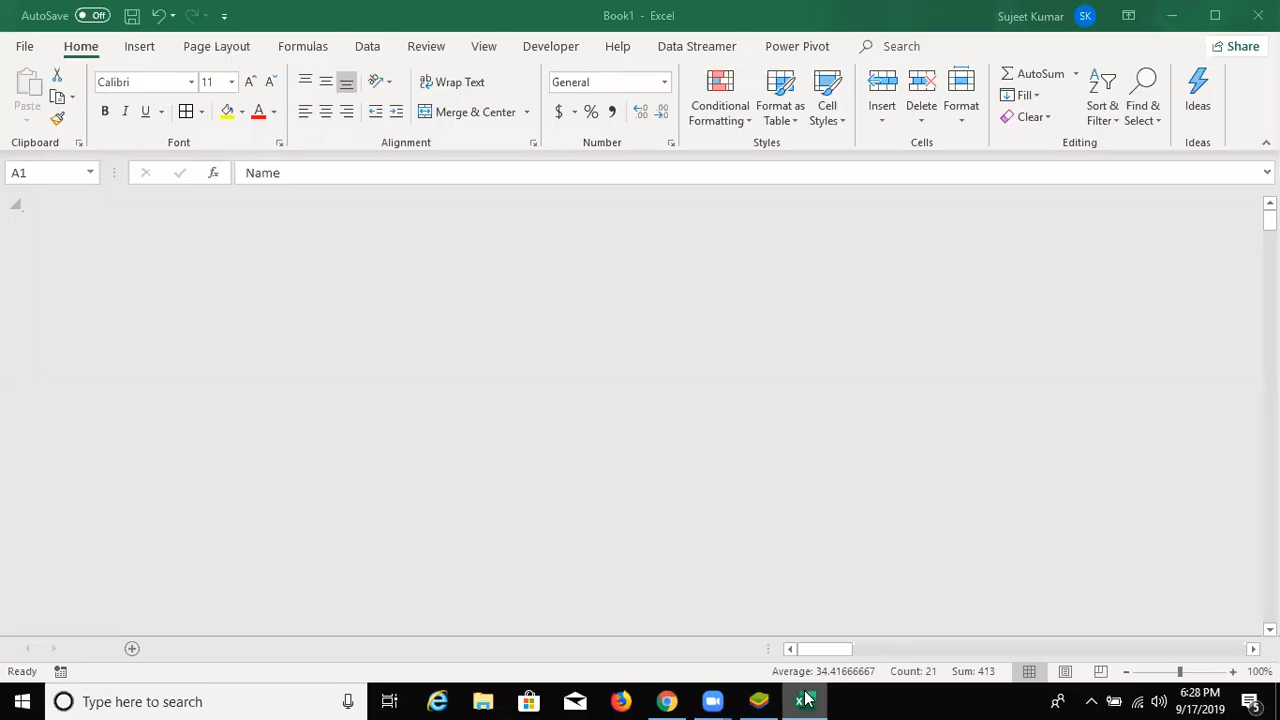 AutoSave Off
Book1 - Excel
Sujeet Kumar SK
File Home Insert Page Layout Formulas Data Review View Developer Help Data Streamer Power Pivot Search Share
Paste
Clipboard
Calibri 11
B I U A
Font
ab Wrap Text
Merge & Center
Alignment
General
$ % ,
Number
Conditional Formatting
Format as Table
Cell Styles
Styles
Insert Delete Format
Cells
AutoSum
Fill
Clear
Sort & Filter
Find & Select
Editing
Ideas
Ideas
A1 fx Name
Ready
Average: 34.41666667 Count: 21 Sum: 413
100%
Type here to search
6:28 PM
9/17/2019
5